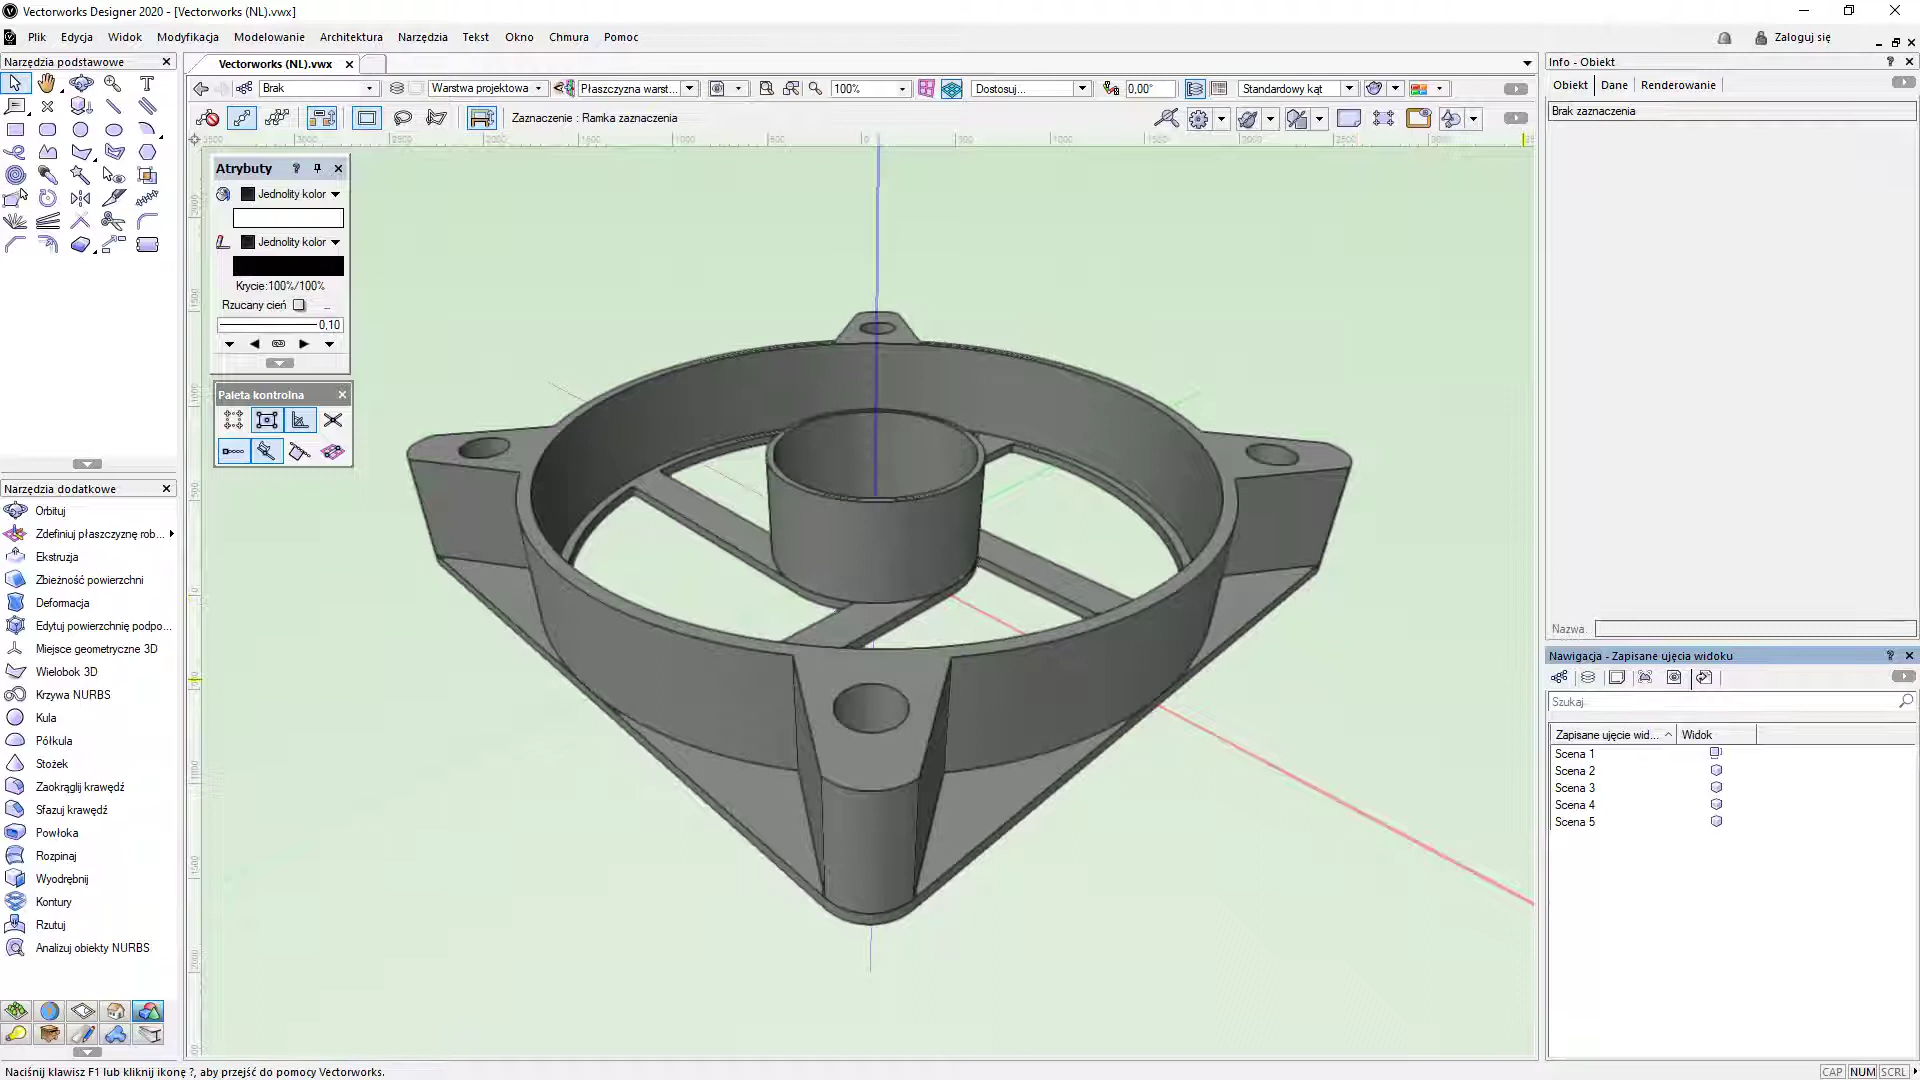 Vectorworks Designer 2020 - [Vectorworks (NL).vwx]
Plik Edycja Widok Modyfikacja Modelowanie Architektura Narzędzia Tekst Okno Chmura Pomoc
Zaloguj się
Narzędzia podstawowe
Vectorworks (NL).vwx
Info - Obiekt
Brak
Warstwa projektowa
Płaszczyzna warst...
100%
Dostosuj...
0,00°
Standardowy kąt
Obiekt Dane Renderowanie
Zaznaczenie : Ramka zaznaczenia
Brak zaznaczenia
Atrybuty
Jednolity kolor
Jednolity kolor
Krycie:100%/100%
Rzucany cień
0,10
Paleta kontrolna
Narzędzia dodatkowe
Orbituj
Zdefiniuj płaszczyznę rob...
Ekstruzja
Zbieżność powierzchni
Deformacja
Edytuj powierzchnię podpo...
Miejsce geometryczne 3D
Wielobok 3D
Krzywa NURBS
Kula
Półkula
Stożek
Zaokrąglij krawędź
Sfazuj krawędź
Powłoka
Rozpinaj
Wyodrębnij
Kontury
Rzutuj
Analizuj obiekty NURBS
Nazwa
Nawigacja - Zapisane ujęcia widoku
Szukaj
Zapisane ujęcie wid... Widok
Scena 1
Scena 2
Scena 3
Scena 4
Scena 5
Naciśnij klawisz F1 lub kliknij ikonę ?, aby przejść do pomocy Vectorworks.
CAP NUM SCRL